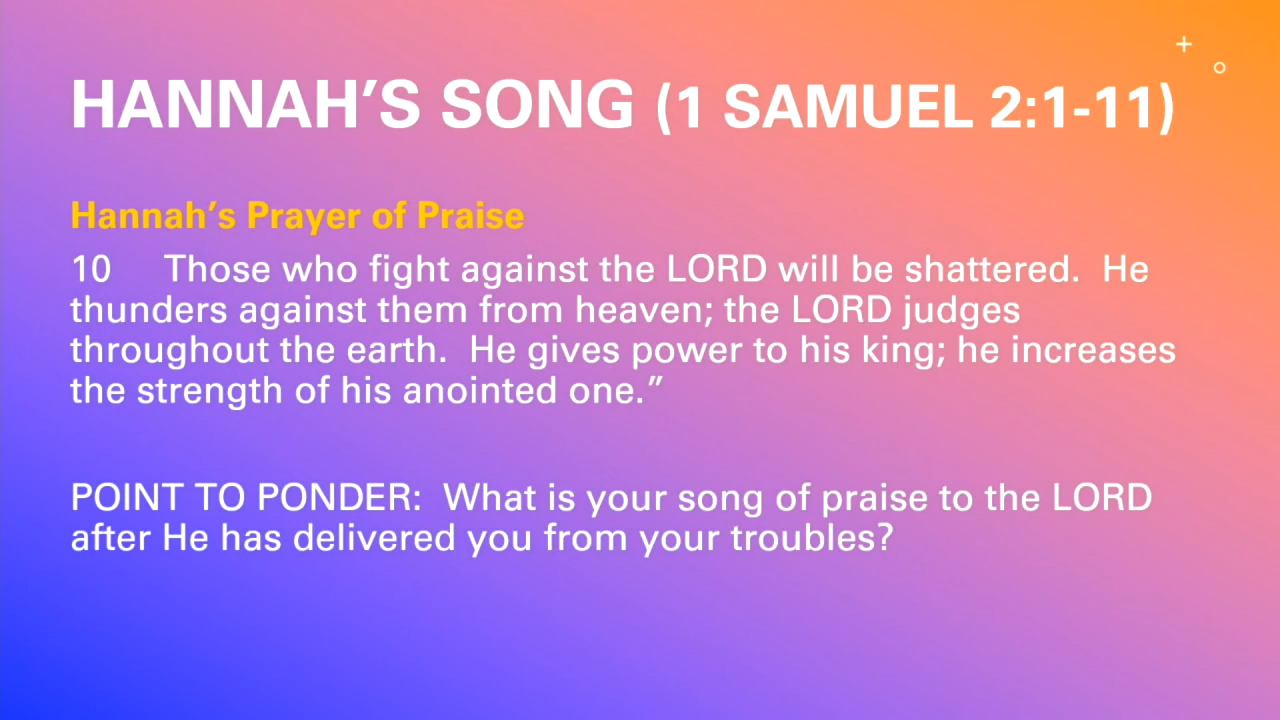 HANNAH’S SONG (1 SAMUEL 2:1-11)
Hannah’s Prayer of Praise
10 Those who fight against the LORD will be shattered. He
thunders against them from heaven; the LORD judges
throughout the earth. He gives power to his king; he increases
the strength of his anointed one.”
POINT TO PONDER: What is your song of praise to the LORD
after He has delivered you from your troubles?